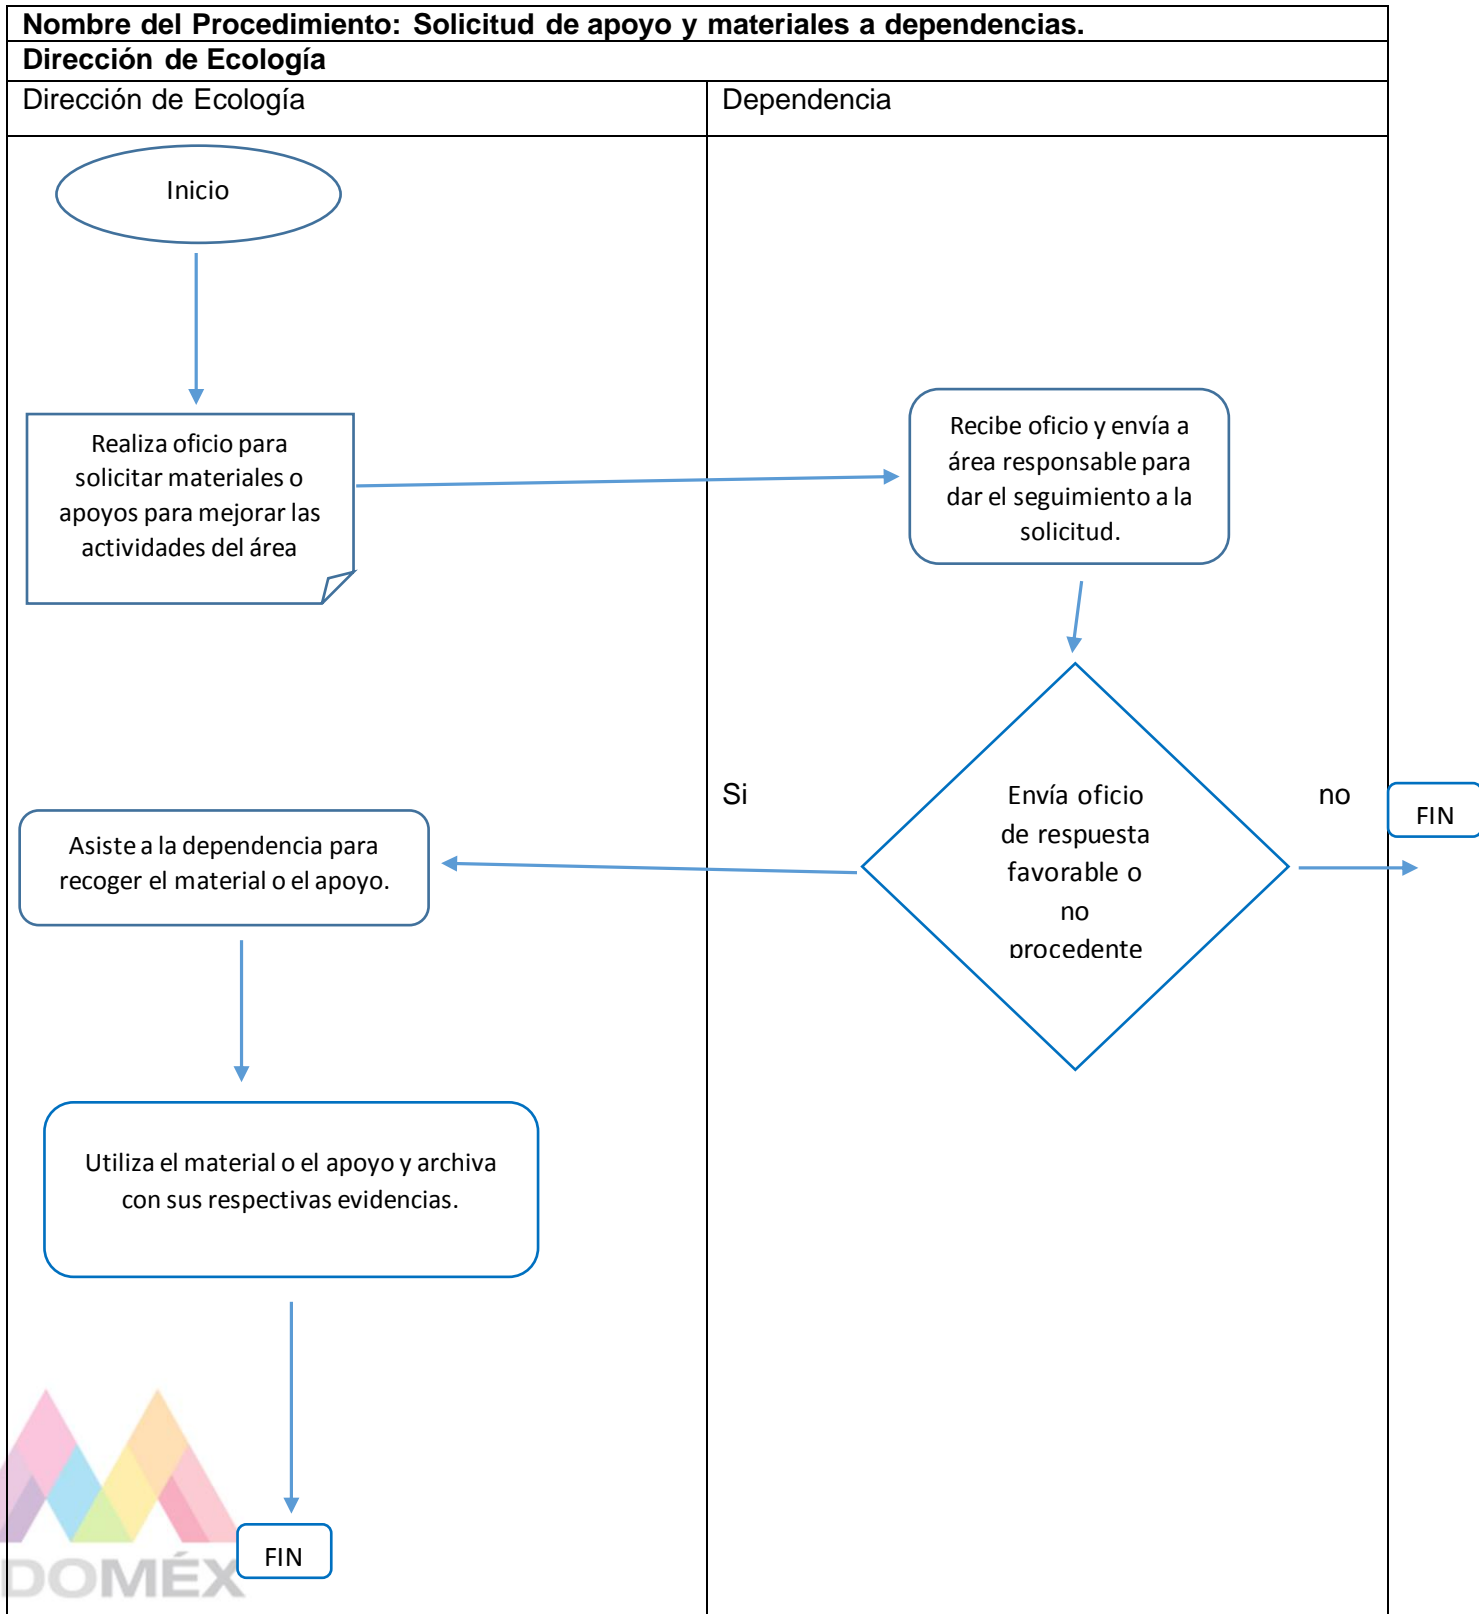 Nombre del Procedimiento: Solicitud de apoyo y materiales a dependencias.
Dirección de Ecología
Dirección de Ecología
Dependencia
Inicio
Realiza oficio para
solicitar materiales o
apoyos para mejorar las
actividades del área
Recibe oficio y envía a
área responsable para
dar el seguimiento a la
solicitud.
Envía oficio
de respuesta
favorable o
no
procedente
Si
no
FIN
Asiste a la dependencia para
recoger el material o el apoyo.
Utiliza el material o el apoyo y archiva
con sus respectivas evidencias.
FIN
DOMÉX